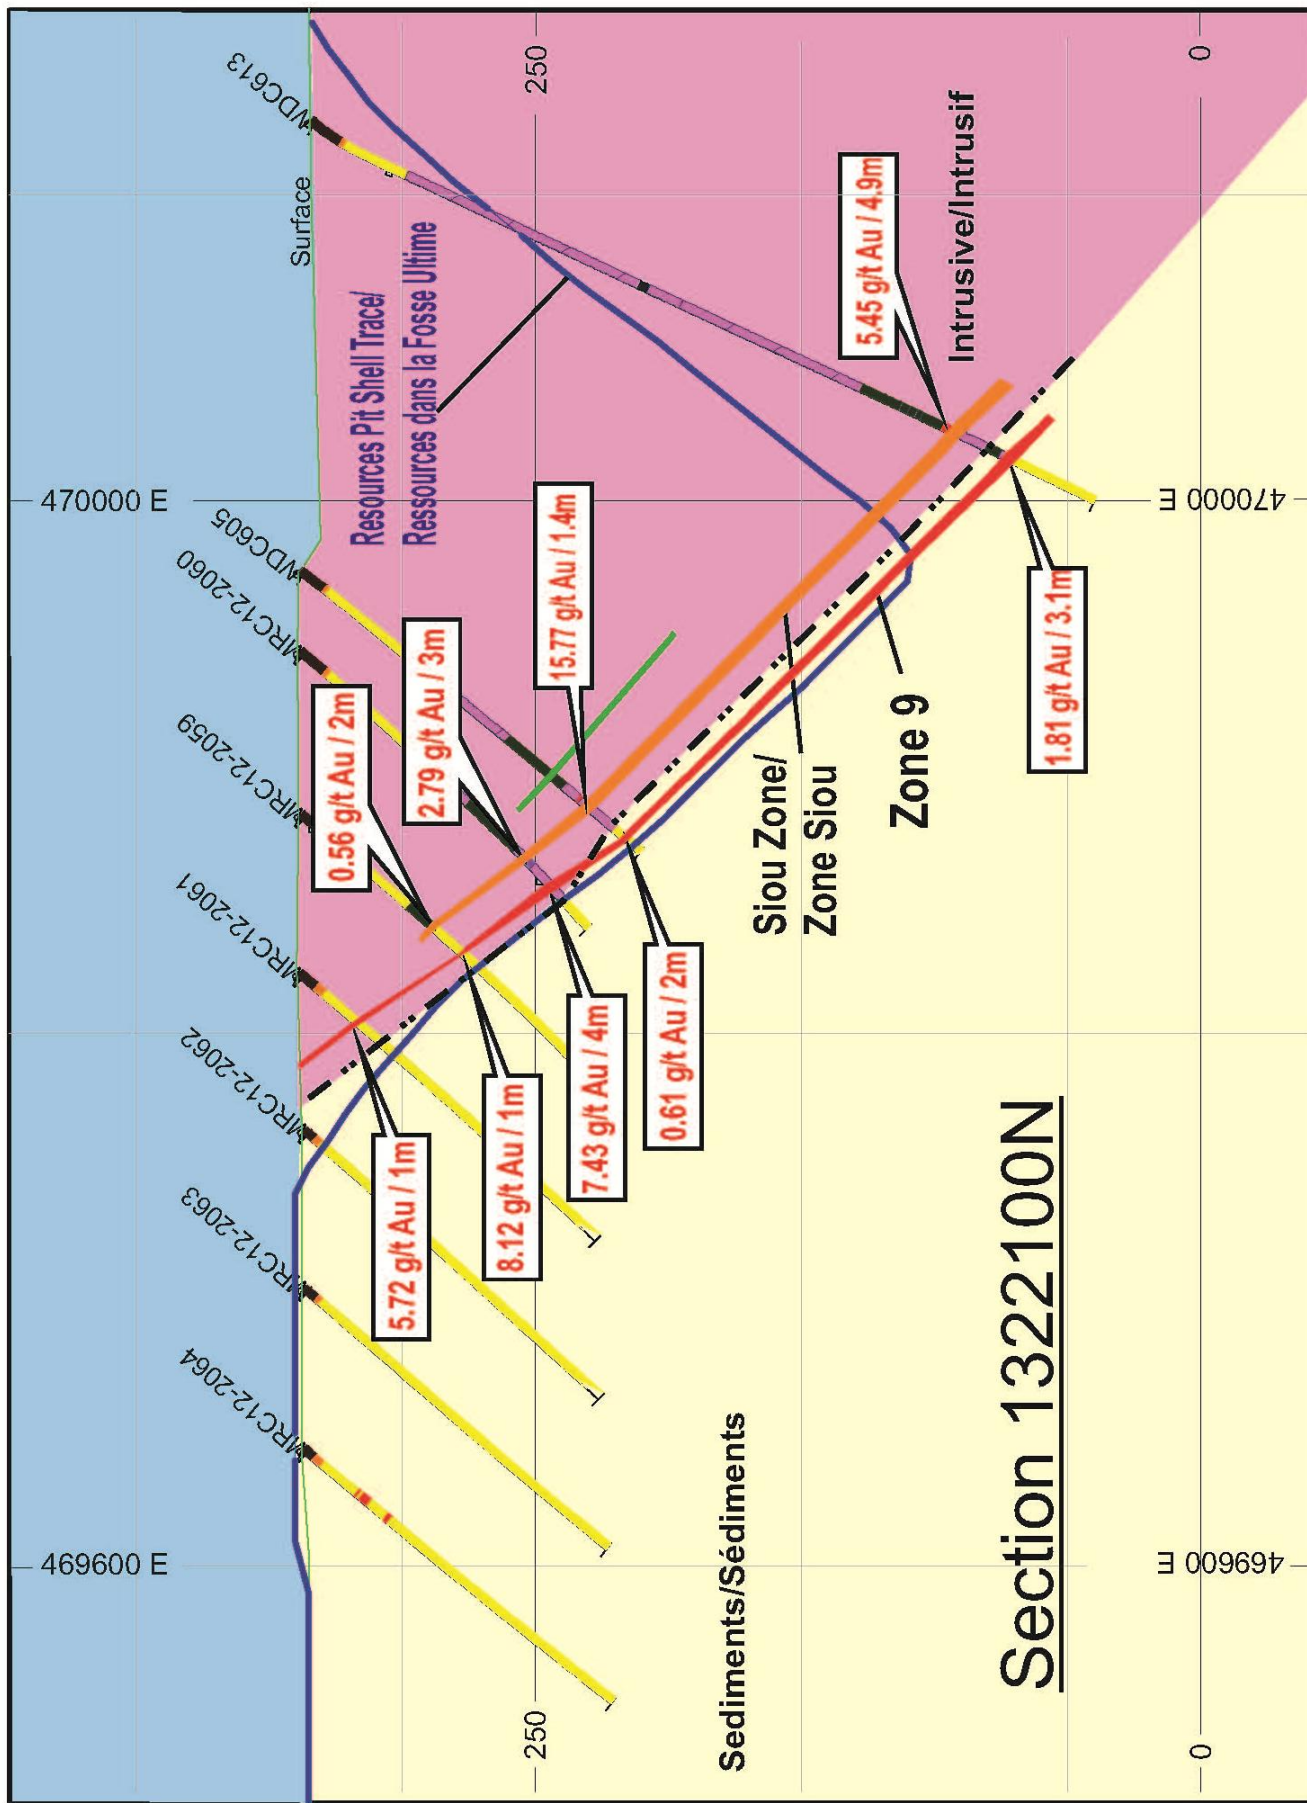 470000 E
469600 E
WDC613
WDC605
MRC12-2060
MRC12-2059
MRC12-2061
MRC12-2062
MRC12-2063
MRC12-2064
Surface
Resources Pit Shell Trace/
Ressources dans la Fosse Ultime
0.56 g/t Au / 2m
2.79 g/t Au / 3m
15.77 g/t Au / 1.4m
5.45 g/t Au / 4.9m
5.72 g/t Au / 1m
8.12 g/t Au / 1m
7.43 g/t Au / 4m
0.61 g/t Au / 2m
1.81 g/t Au / 3.1m
250
250
Intrusive/Intrusif
Siou Zone/
Zone Siou
Zone 9
Sediments/Sédiments
Section 1322100N
0
0
469600 E
470000 E